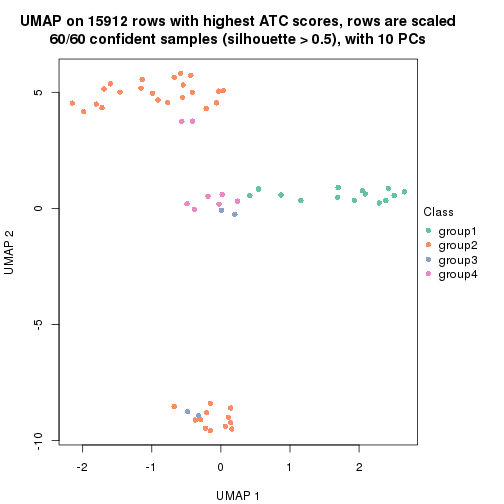 UMAP on 15912 rows with highest ATC scores, rows are scaled
60/60 confident samples (silhouette > 0.5), with 10 PCs
5
0
-5
-10
UMAP 2
-2
-1
0
1
2
UMAP 1
Class
group1
group2
group3
group4